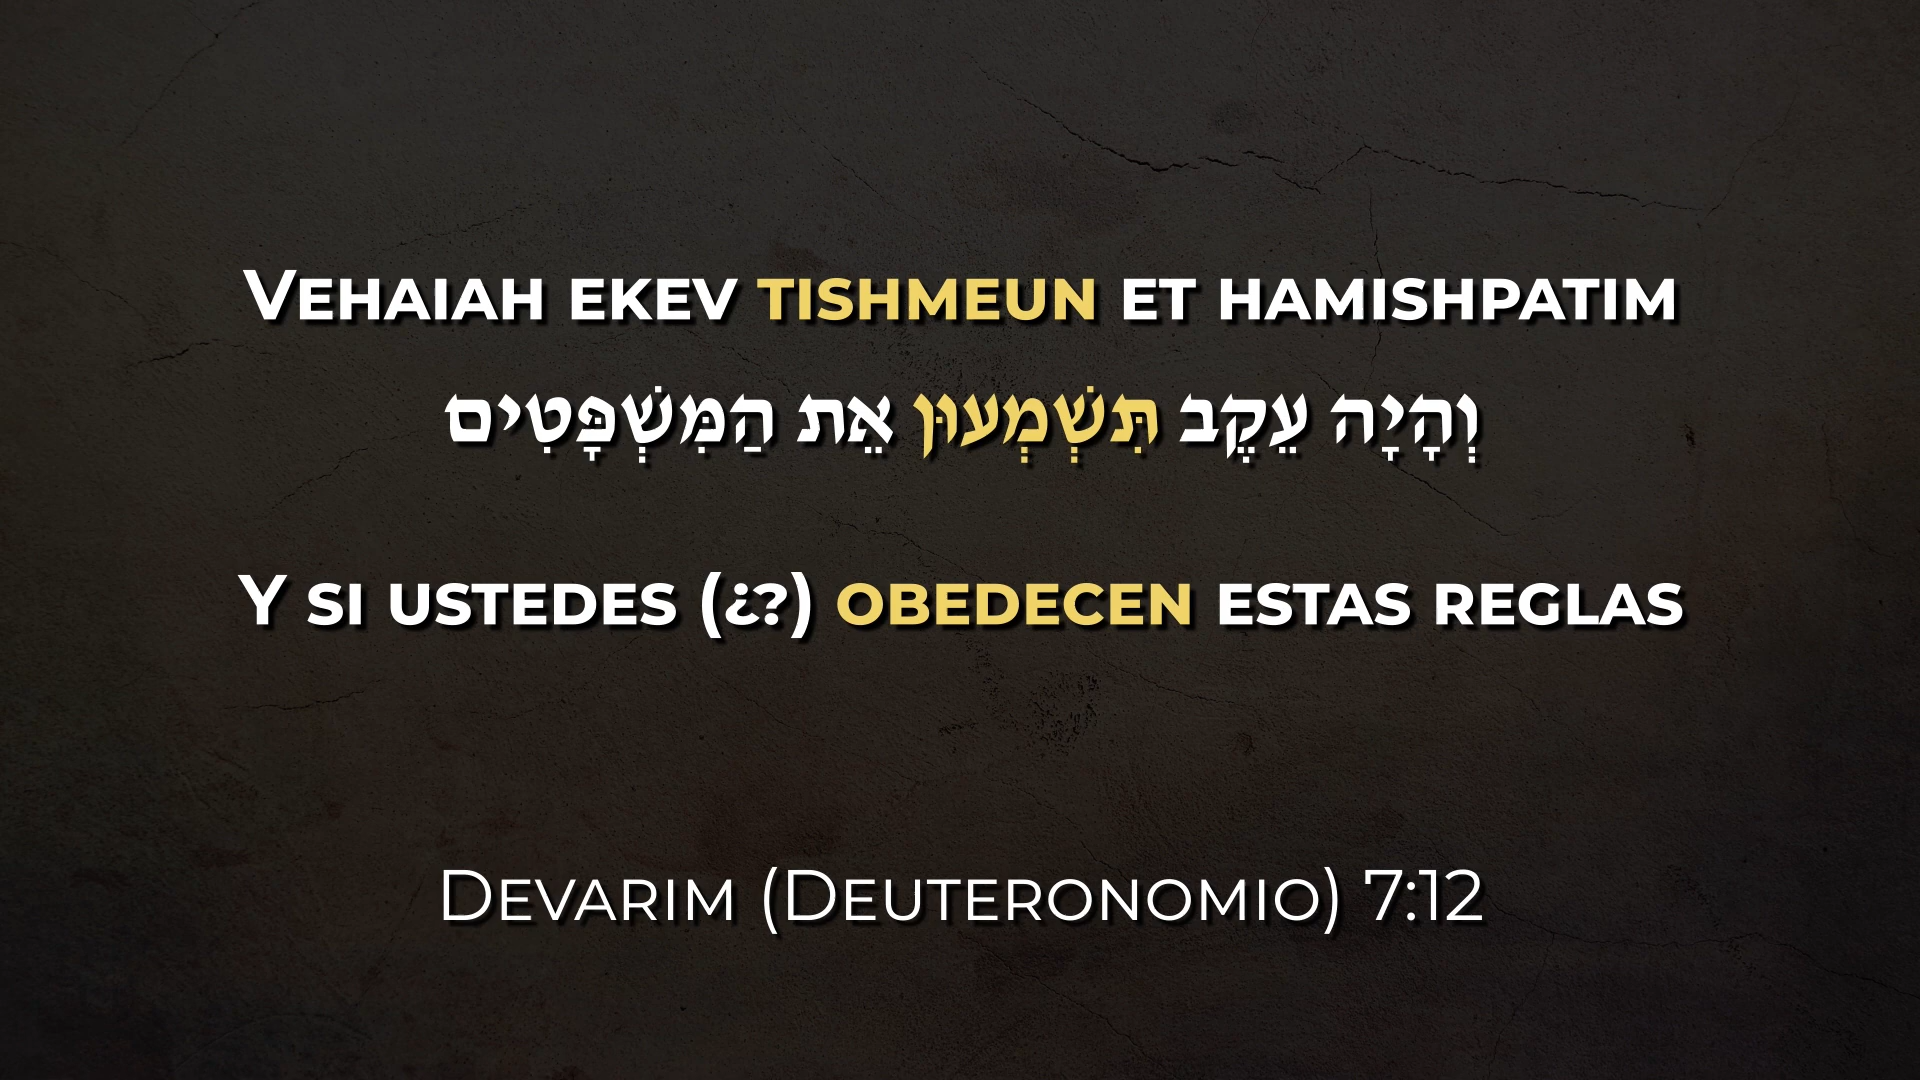 Vehaiah ekev tishmeun et hamishpatim
וְהָיָה עֵקֶב תִּשְׁמְעוּן אֵת הַמִּשְׁפָּטִים
Y si ustedes (¿?) obedecen estas reglas
Devarim (Deuteronomio) 7:12